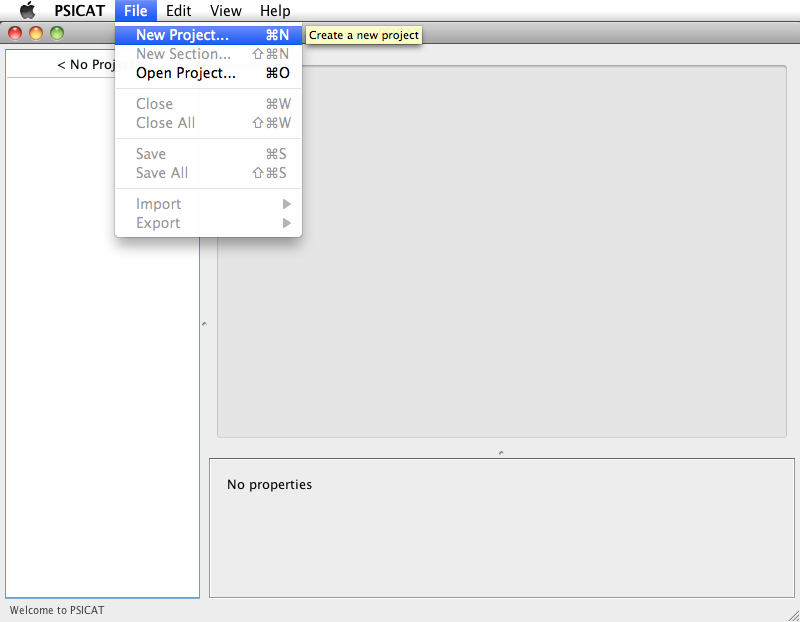 PSICAT File Edit View Help
New Project... ⌘N
Create a new project
New Section... ⇧⌘N
< No Proj
Open Project... ⌘O
Close ⌘W
Close All ⇧⌘W
Save ⌘S
Save All ⇧⌘S
Import
Export
No properties
Welcome to PSICAT